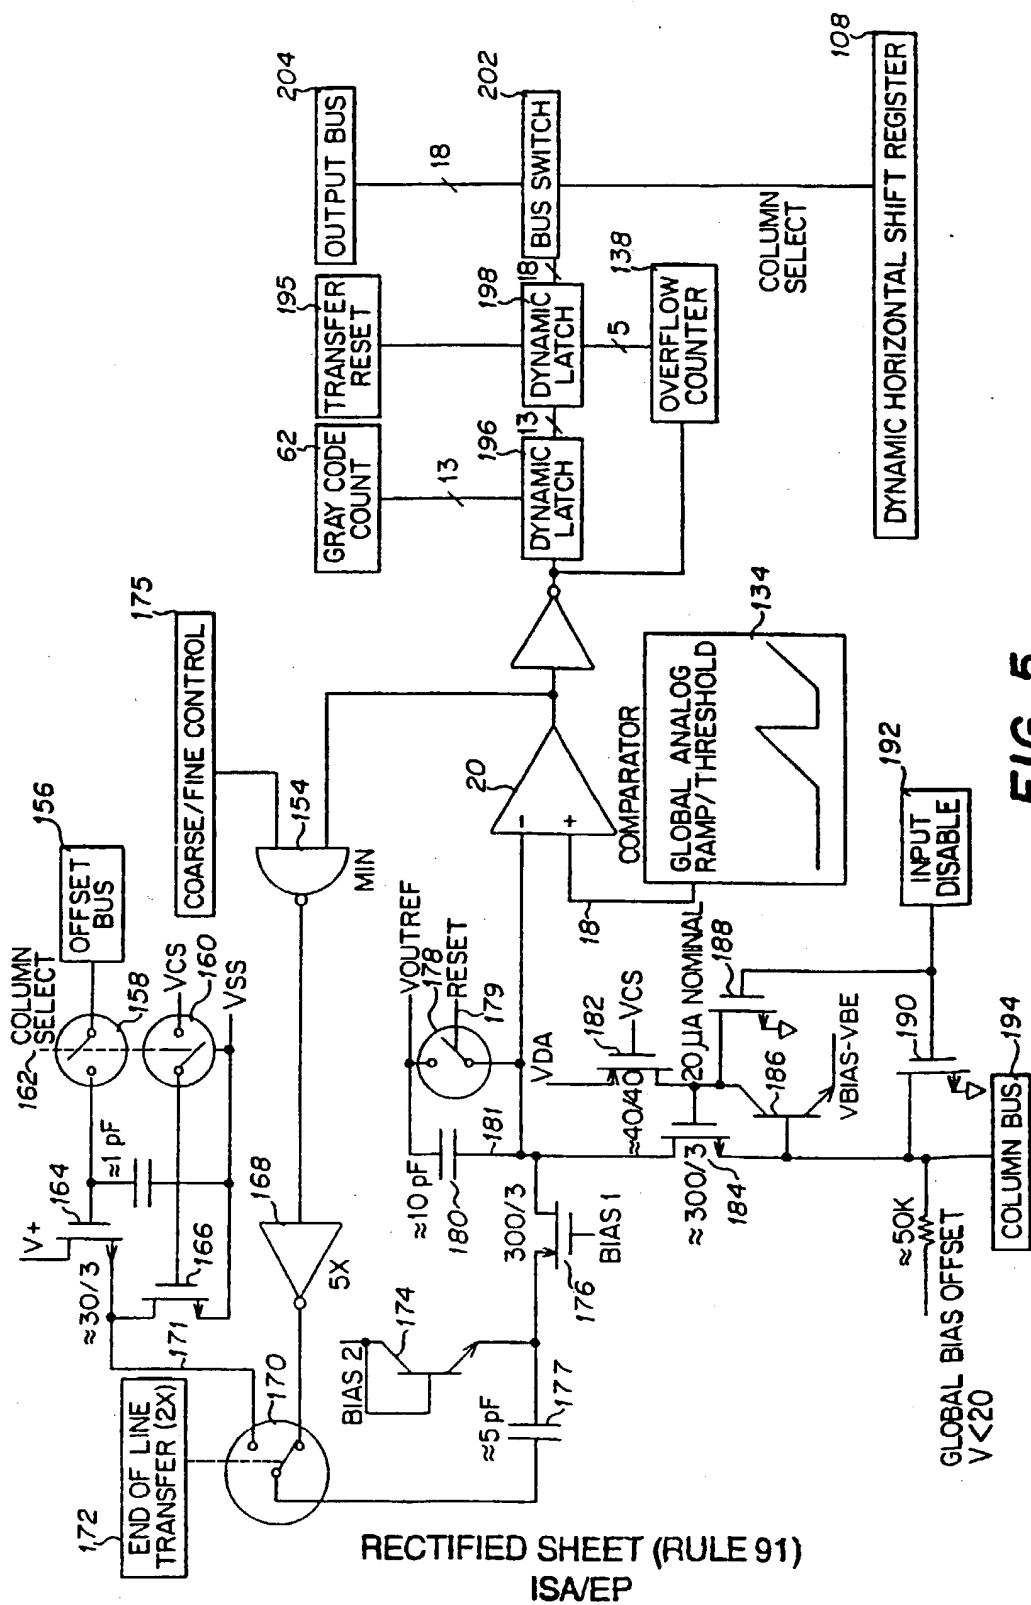 172
END OF LINE
TRANSFER (2X)
170
171
≈30/3
V+
164
166
≈1 pF
162
COLUMN
SELECT
158
VCS
160
VSS
156
OFFSET
BUS
175
COARSE/FINE CONTROL
168
5X
154
MIN
BIAS 2
174
≈5pF
177
176
300/3
BIAS 1
≈10 pF
180
181
VOUTREF
178
RESET
179
20
-
+
COMPARATOR
18
GLOBAL ANALOG
RAMP/THRESHOLD
134
VDA
182
VCS
≈40/40
20 µA NOMINAL
≈300/3
184
186
188
VBIAS-VBE
190
192
INPUT
DISABLE
GLOBAL BIAS OFFSET
V<20
≈50K
COLUMN BUS
194
62
GRAY CODE
COUNT
195
TRANSFER
RESET
204
OUTPUT BUS
13
18
196
DYNAMIC
LATCH
13
198
DYNAMIC
LATCH
18
202
BUS SWITCH
5
138
OVERFLOW
COUNTER
COLUMN
SELECT
108
DYNAMIC HORIZONTAL SHIFT REGISTER
FIG. 5
RECTIFIED SHEET (RULE 91)
ISA/EP